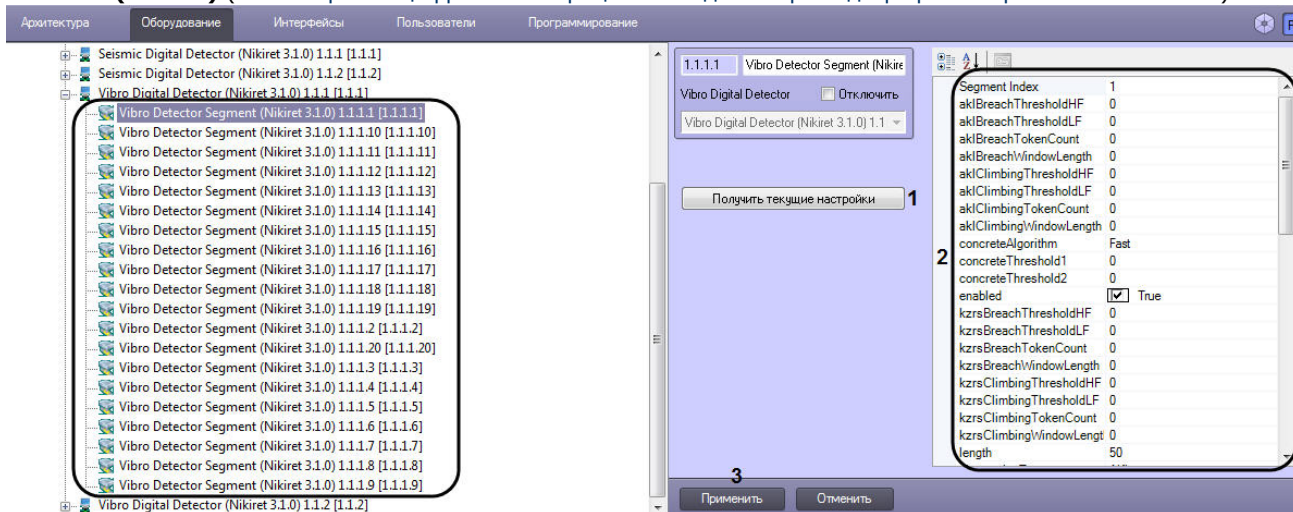 Архитектура Оборудование Интерфейсы Пользователи Программирование
Seismic Digital Detector (Nikiret 3.1.0) 1.1.1 [1.1.1]
Seismic Digital Detector (Nikiret 3.1.0) 1.1.2 [1.1.2]
Vibro Digital Detector (Nikiret 3.1.0) 1.1.1 [1.1.1]
Vibro Detector Segment (Nikiret 3.1.0) 1.1.1.1 [1.1.1.1]
Vibro Detector Segment (Nikiret 3.1.0) 1.1.1.10 [1.1.1.10]
Vibro Detector Segment (Nikiret 3.1.0) 1.1.1.11 [1.1.1.11]
Vibro Detector Segment (Nikiret 3.1.0) 1.1.1.12 [1.1.1.12]
Vibro Detector Segment (Nikiret 3.1.0) 1.1.1.13 [1.1.1.13]
Vibro Detector Segment (Nikiret 3.1.0) 1.1.1.14 [1.1.1.14]
Vibro Detector Segment (Nikiret 3.1.0) 1.1.1.15 [1.1.1.15]
Vibro Detector Segment (Nikiret 3.1.0) 1.1.1.16 [1.1.1.16]
Vibro Detector Segment (Nikiret 3.1.0) 1.1.1.17 [1.1.1.17]
Vibro Detector Segment (Nikiret 3.1.0) 1.1.1.18 [1.1.1.18]
Vibro Detector Segment (Nikiret 3.1.0) 1.1.1.19 [1.1.1.19]
Vibro Detector Segment (Nikiret 3.1.0) 1.1.1.2 [1.1.1.2]
Vibro Detector Segment (Nikiret 3.1.0) 1.1.1.20 [1.1.1.20]
Vibro Detector Segment (Nikiret 3.1.0) 1.1.1.3 [1.1.1.3]
Vibro Detector Segment (Nikiret 3.1.0) 1.1.1.4 [1.1.1.4]
Vibro Detector Segment (Nikiret 3.1.0) 1.1.1.5 [1.1.1.5]
Vibro Detector Segment (Nikiret 3.1.0) 1.1.1.6 [1.1.1.6]
Vibro Detector Segment (Nikiret 3.1.0) 1.1.1.7 [1.1.1.7]
Vibro Detector Segment (Nikiret 3.1.0) 1.1.1.8 [1.1.1.8]
Vibro Detector Segment (Nikiret 3.1.0) 1.1.1.9 [1.1.1.9]
Vibro Digital Detector (Nikiret 3.1.0) 1.1.2 [1.1.2]
1.1.1.1 Vibro Detector Segment (Nikire
Vibro Digital Detector Отключить
Vibro Digital Detector (Nikiret 3.1.0) 1.1
Получить текущие настройки 1
2
Segment Index 1
aklBreachThresholdHF 0
aklBreachThresholdLF 0
aklBreachTokenCount 0
aklBreachWindowLength 0
aklClimbingThresholdHF 0
aklClimbingThresholdLF 0
aklClimbingTokenCount 0
aklClimbingWindowLength 0
concreteAlgorithm Fast
concreteThreshold1 0
concreteThreshold2 0
enabled True
kzrsBreachThresholdHF 0
kzrsBreachThresholdLF 0
kzrsBreachTokenCount 0
kzrsBreachWindowLength 0
kzrsClimbingThresholdHF 0
kzrsClimbingThresholdLF 0
kzrsClimbingTokenCount 0
kzrsClimbingWindowLengt 0
length 50
3
Применить Отменить